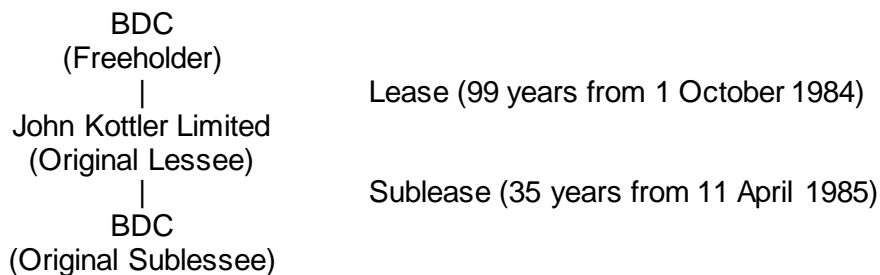 BDC
(Freeholder)
| Lease (99 years from 1 October 1984)
John Kottler Limited
(Original Lessee)
| Sublease (35 years from 11 April 1985)
BDC
(Original Sublessee)